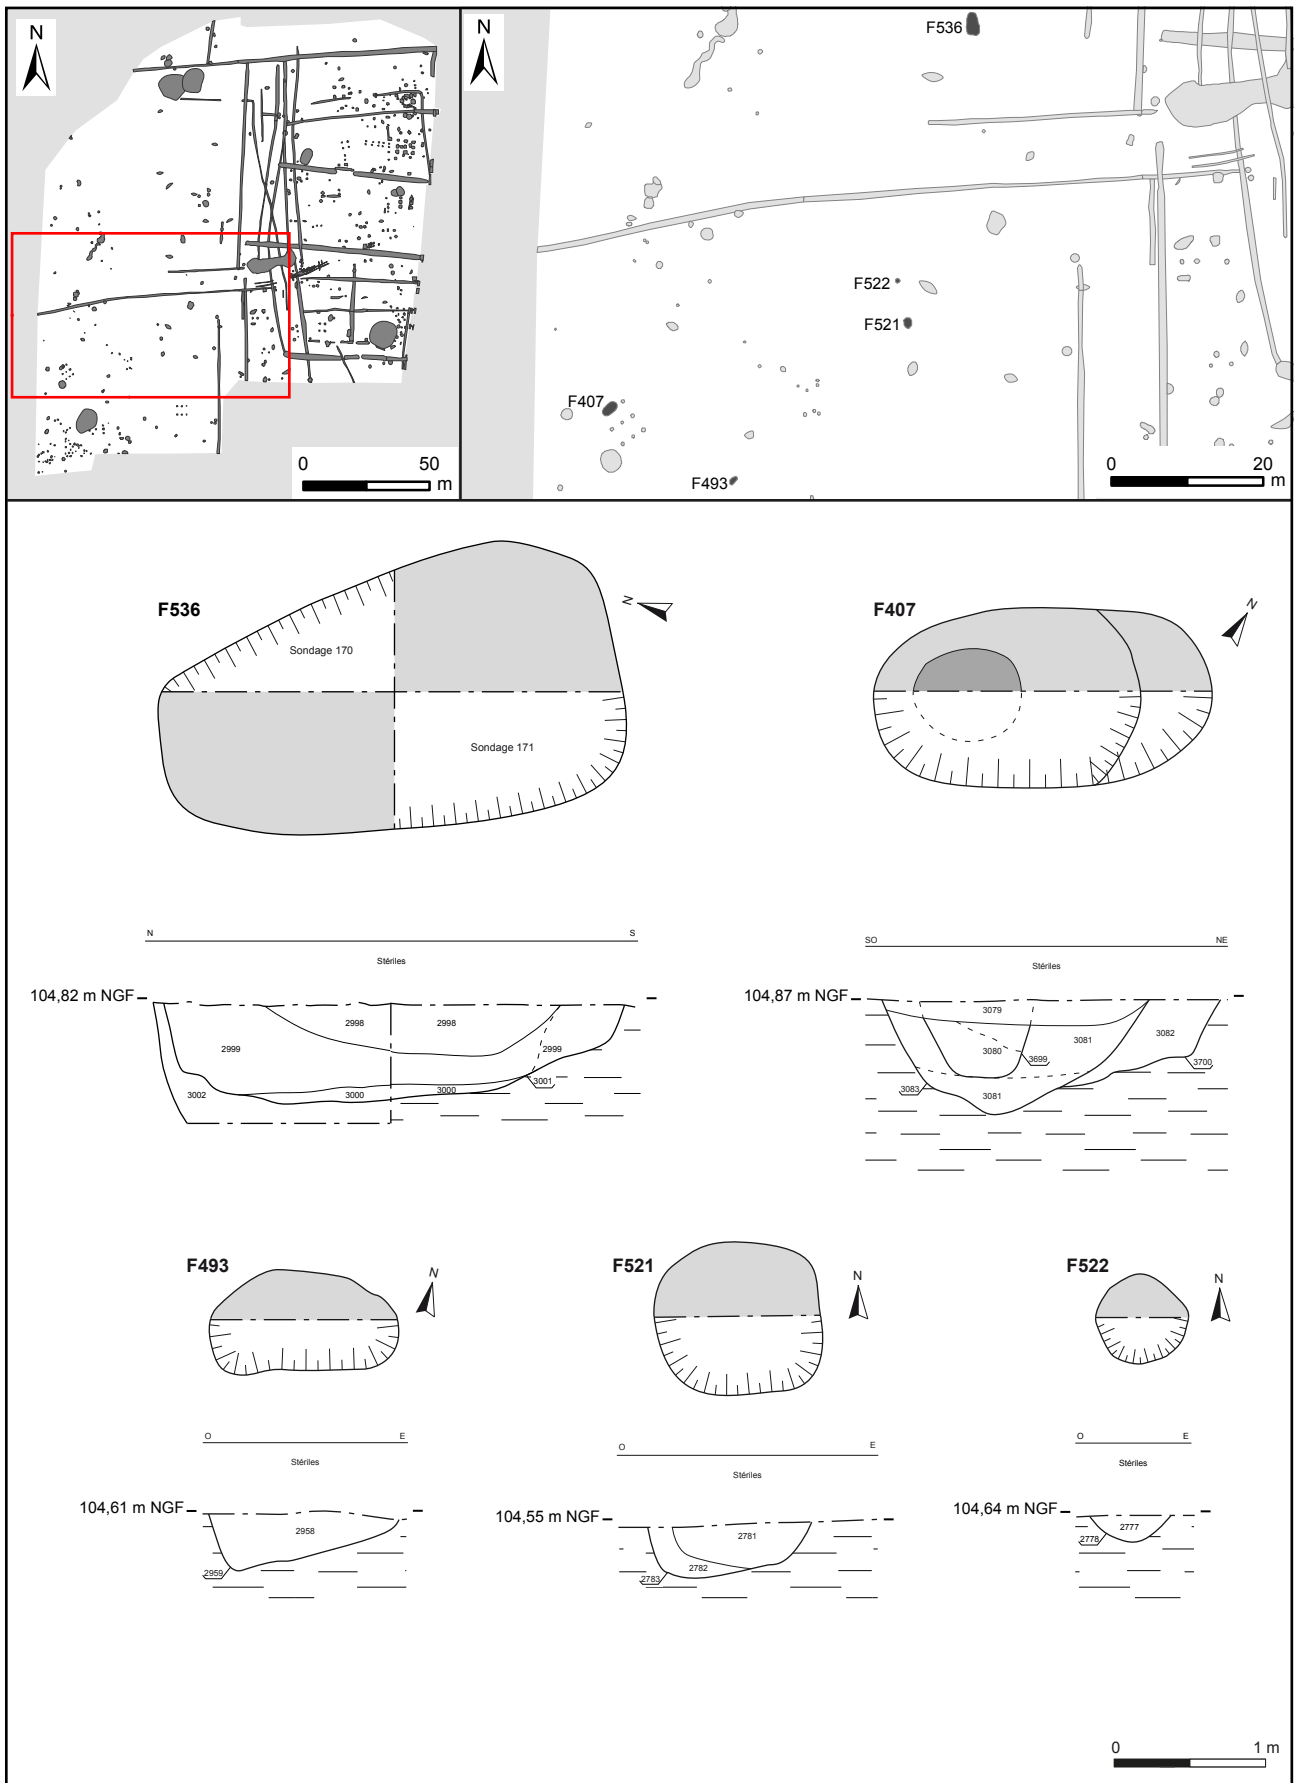 N
0 50
m
N
F536
F522
F521
F407
F493
0 20
m
F536
Sondage 170
Sondage 171
N
F407
N
N S
Stériles
104,82 m NGF
2998 2998
2999 2999
3001
3002 3000 3000
SO NE
Stériles
104,87 m NGF
3079
3081 3082
3080 3699
3700
3083 3081
F493
N
F521
N
F522
N
O E
Stériles
104,61 m NGF
2958
2959
O E
Stériles
104,55 m NGF
2781
2782
2783
O E
Stériles
104,64 m NGF
2777
2778
0 1 m